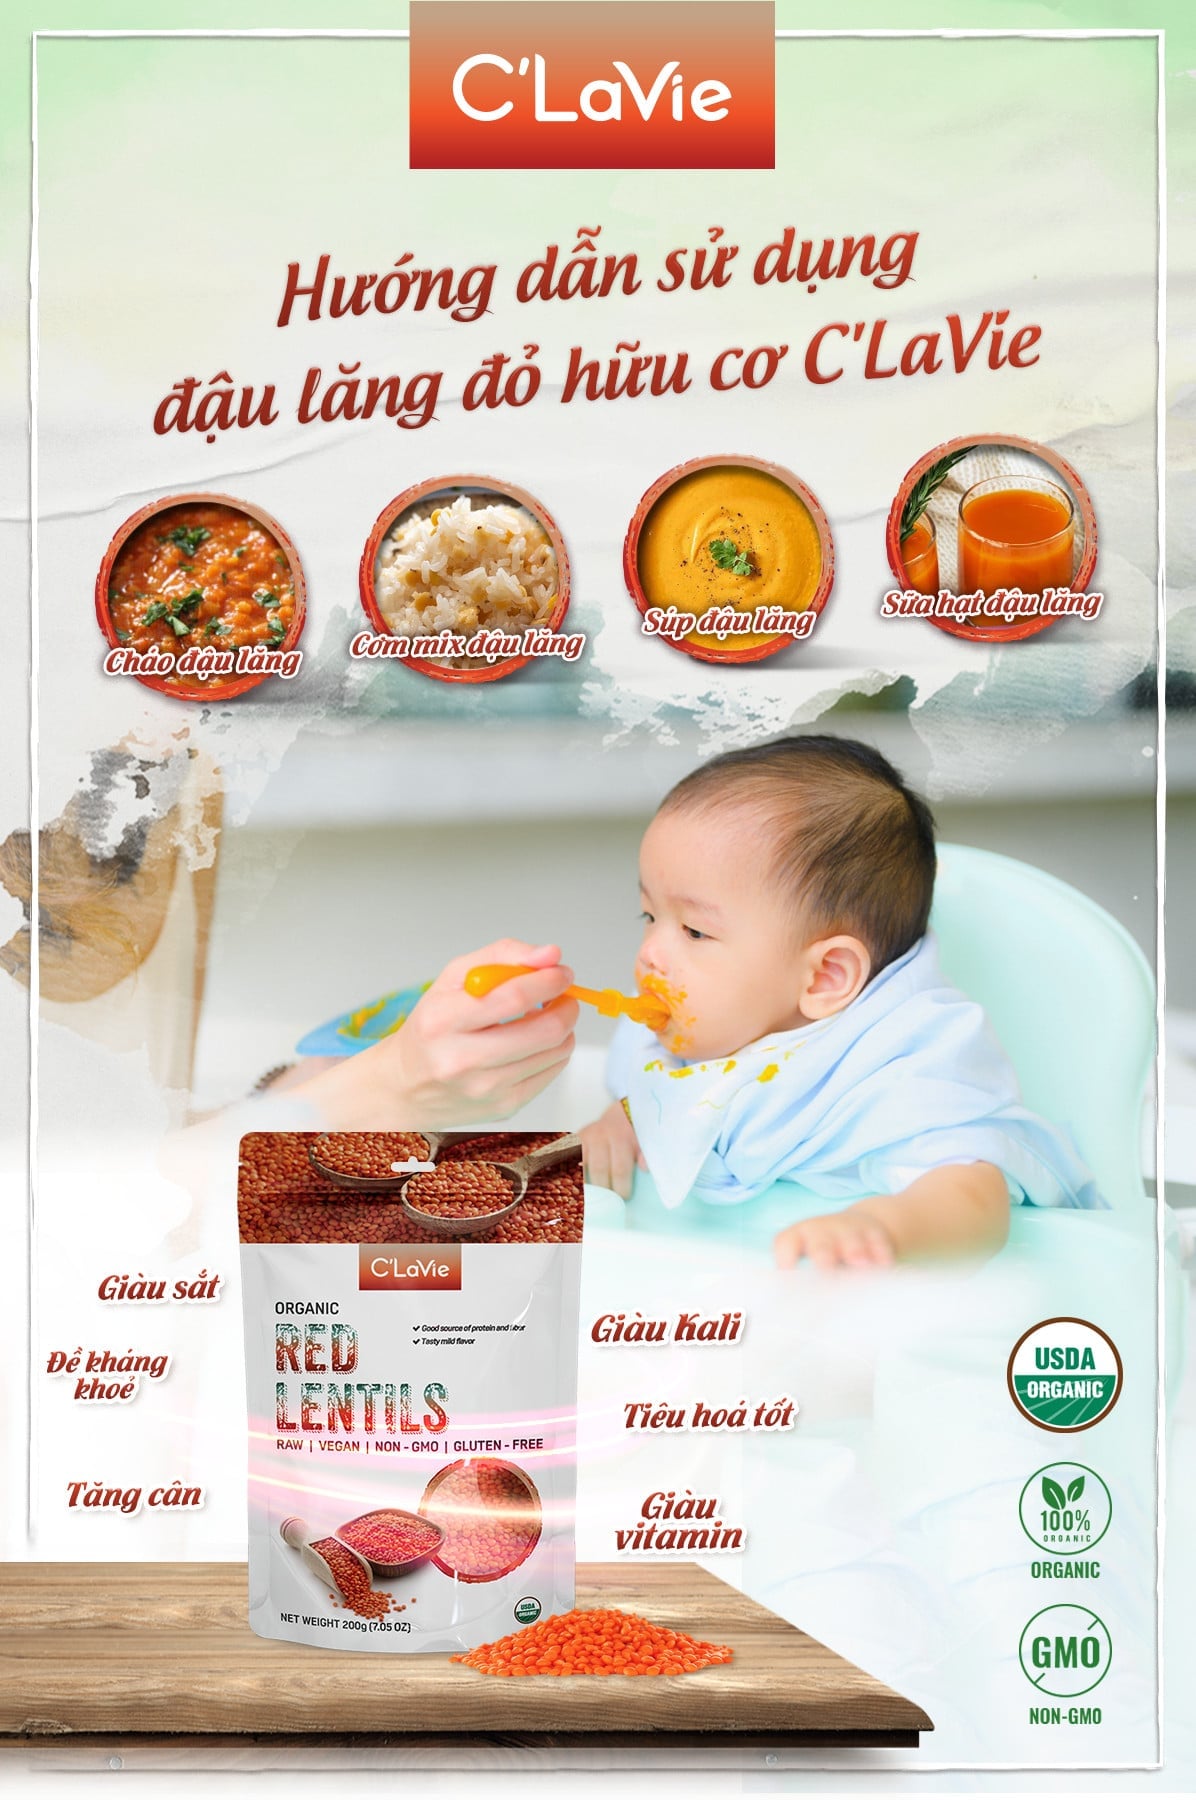 C'LaVie
Hướng dẫn sử dụng
đậu lăng đỏ hữu cơ C'LaVie
Cháo đậu lăng
Cơm mix đậu lăng
Súp đậu lăng
Sữa hạt đậu lăng
C'LaVie
ORGANIC
RED
LENTILS
Good source of protein and fiber
Tasty mild flavor
RAW | VEGAN | NON - GMO | GLUTEN - FREE
USDA
ORGANIC
NET WEIGHT 200g (7.05 OZ)
Giàu sắt
Đề kháng
khoẻ
Tăng cân
Giàu Kali
Tiêu hoá tốt
Giàu
vitamin
USDA
ORGANIC
100%
ORGANIC
ORGANIC
GMO
NON-GMO